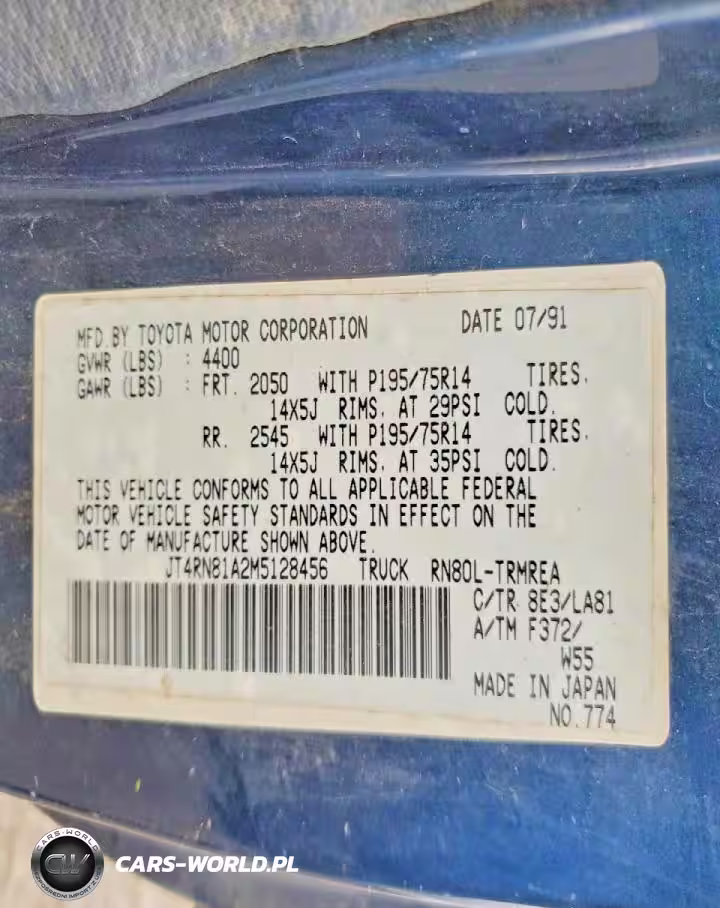 MFD.BY TOYOTA MOTOR CORPORATION DATE 07/91
GVWR (LBS) : 4400
GAWR (LBS) : FRT. 2050 WITH P195/75R14 TIRES,
14X5J RIMS, AT 29PSI COLD.
RR. 2545 WITH P195/75R14 TIRES,
14X5J RIMS, AT 35PSI COLD.
THIS VEHICLE CONFORMS TO ALL APPLICABLE FEDERAL
MOTOR VEHICLE SAFETY STANDARDS IN EFFECT ON THE
DATE OF MANUFACTURE SHOWN ABOVE.
JT4RN81A2M5128456 TRUCK RN80L-TRMREA
C/TR 8E3/LA81
A/TM F372/
W55
MADE IN JAPAN
NO.774
CARS-WORLD
CW
CARS-WORLD.PL